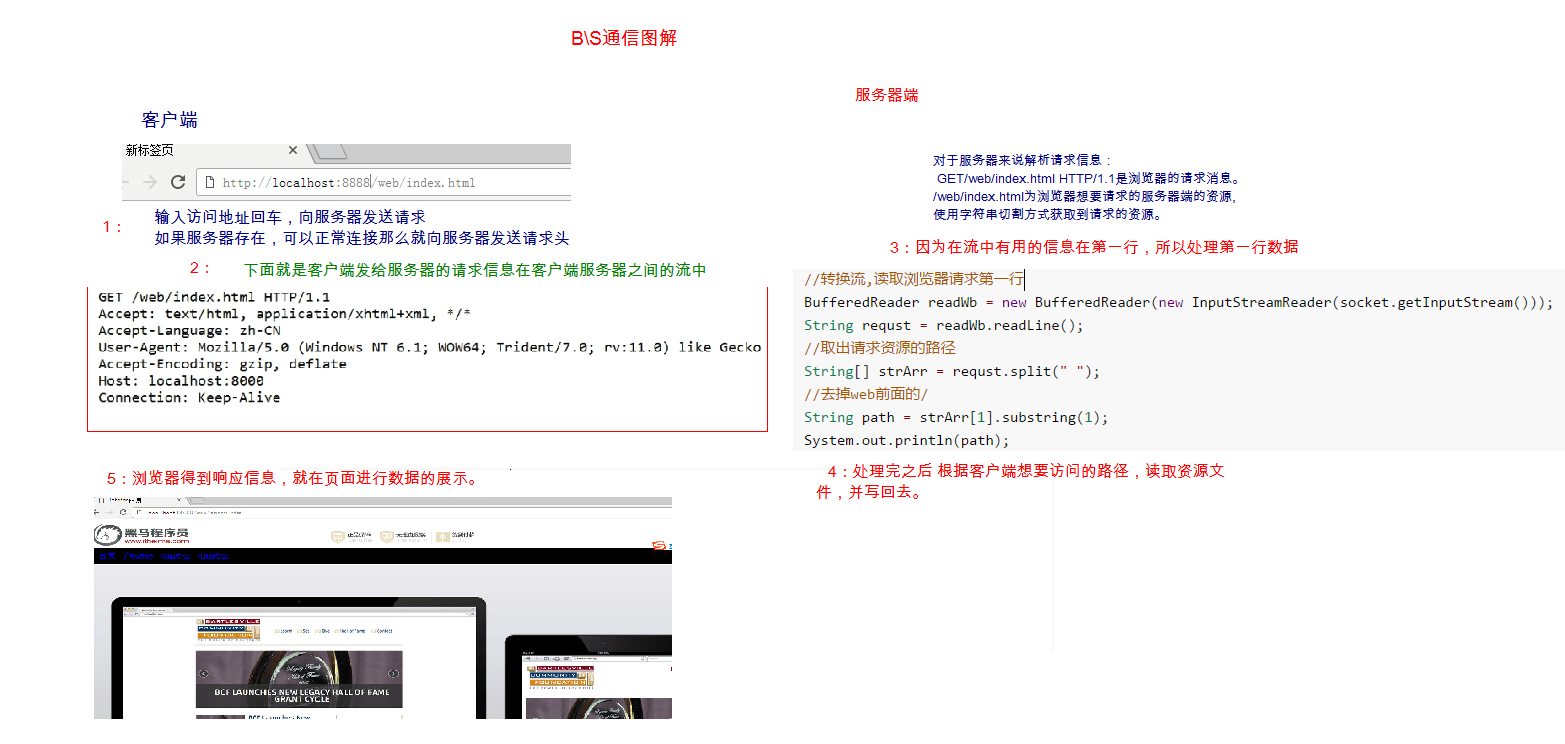 B\S通信图解
服务器端
客户端
新标签页
http://localhost:8888/web/index.html
1：
输入访问地址回车，向服务器发送请求
如果服务器存在，可以正常连接那么就向服务器发送请求头
2：
下面就是客户端发给服务器的请求信息在客户端服务器之间的流中
GET /web/index.html HTTP/1.1
Accept: text/html, application/xhtml+xml, */*
Accept-Language: zh-CN
User-Agent: Mozilla/5.0 (Windows NT 6.1; WOW64; Trident/7.0; rv:11.0) like Gecko
Accept-Encoding: gzip, deflate
Host: localhost:8000
Connection: Keep-Alive
对于服务器来说解析请求信息：
GET/web/index.html HTTP/1.1是浏览器的请求消息。
/web/index.html为浏览器想要请求的服务器端的资源,
使用字符串切割方式获取到请求的资源。
3：因为在流中有用的信息在第一行，所以处理第一行数据
//转换流,读取浏览器请求第一行
BufferedReader readWb = new BufferedReader(new InputStreamReader(socket.getInputStream()));
String requst = readWb.readLine();
//取出请求资源的路径
String[] strArr = requst.split(" ");
//去掉web前面的/
String path = strArr[1].substring(1);
System.out.println(path);
4：处理完之后 根据客户端想要访问的路径，读取资源文
件，并写回去。
5：浏览器得到响应信息，就在页面进行数据的展示。
黑马程序员
www.itheima.com
BARTLESVILLE
COMMUNITY
FOUNDATION
Hall of Fame
Contact
Legacy Family
Hall of Fame
BCF LAUNCHES NEW LEGACY HALL OF FAME
GRANT CYCLE
BARTLESVILLE
COMMUNITY
FOUNDATION